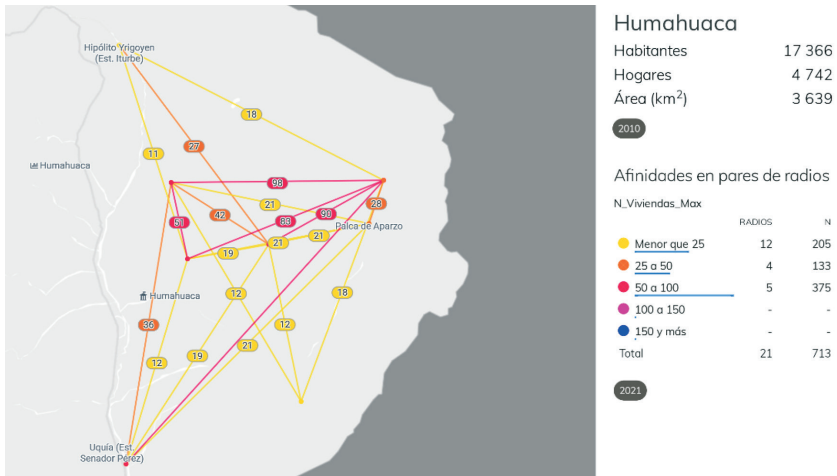 Hipólito Yrigoyen
(Est. Iturbe)
18
27
11
Humahuaca
98
21
28
51
42
83
90
Palca de Aparzo
21
21
19
12
18
Humahuaca
36
12
12
19
21
Uquía (Est.
Senador Pérez)
Humahuaca
Habitantes 17 366
Hogares 4 742
Área (km²) 3 639
2010
Afinidades en pares de radios
N_Viviendas_Max
RADIOS N
Menor que 25 12 205
25 a 50 4 133
50 a 100 5 375
100 a 150 - -
150 y más - -
Total 21 713
2021